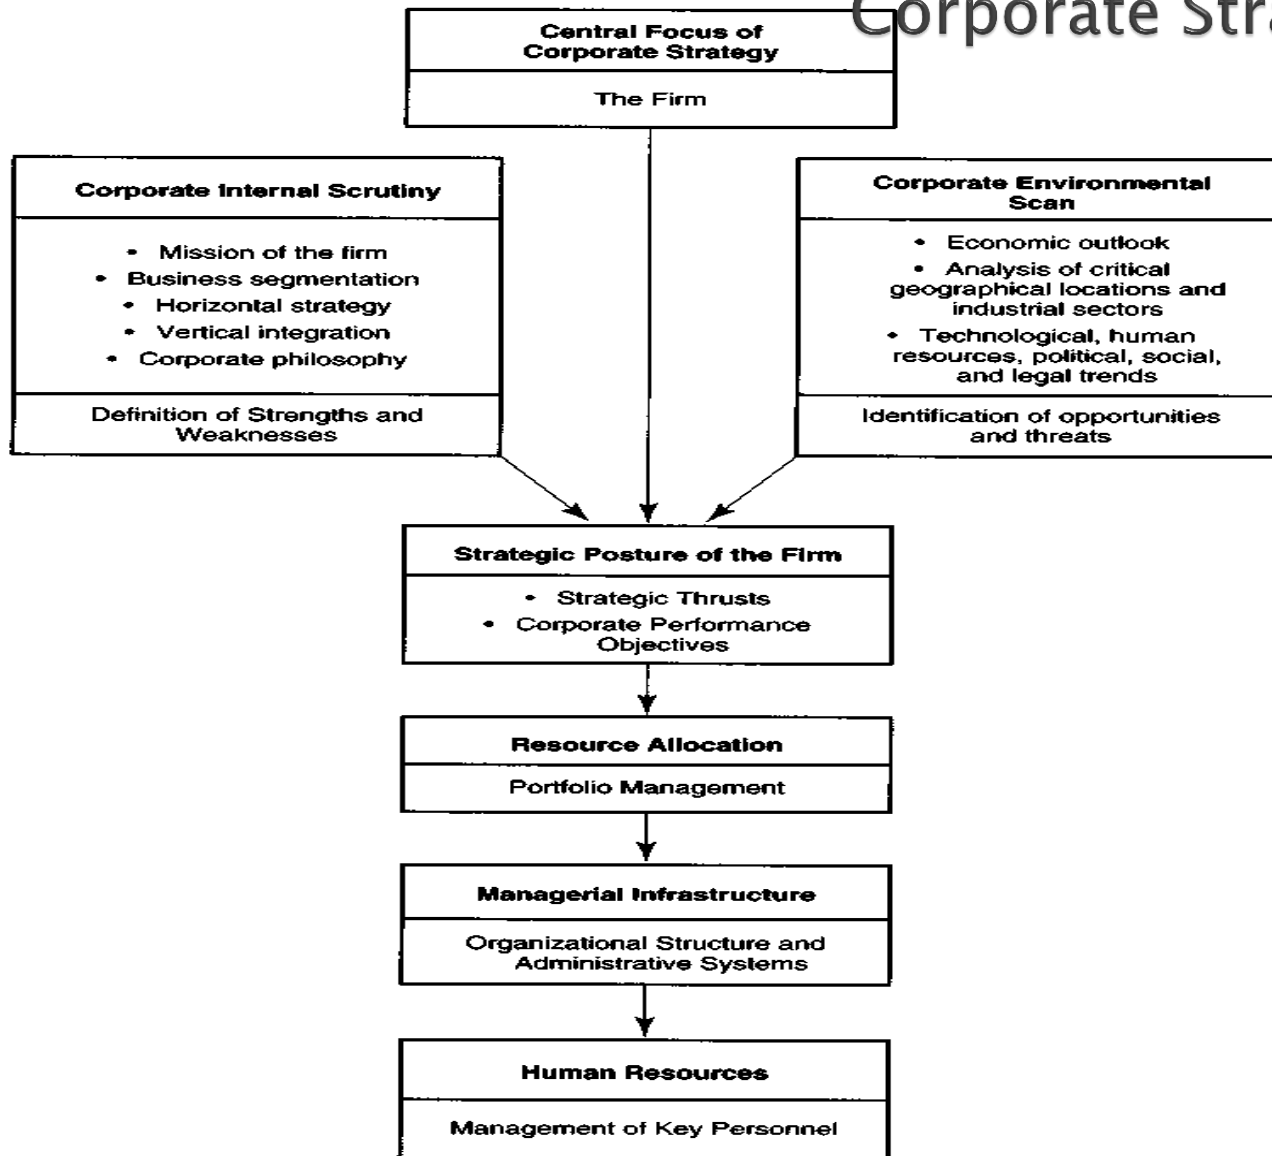 Corporate Stra
Central Focus of
Corporate Strategy
The Firm
Corporate Internal Scrutiny
• Mission of the firm
• Business segmentation
• Horizontal strategy
• Vertical integration
• Corporate philosophy
Definition of Strengths and
Weaknesses
Corporate Environmental
Scan
• Economic outlook
• Analysis of critical
geographical locations and
industrial sectors
• Technological, human
resources, political, social,
and legal trends
Identification of opportunities
and threats
Strategic Posture of the Firm
• Strategic Thrusts
• Corporate Performance
Objectives
Resource Allocation
Portfolio Management
Managerial Infrastructure
Organizational Structure and
Administrative Systems
Human Resources
Management of Key Personnel